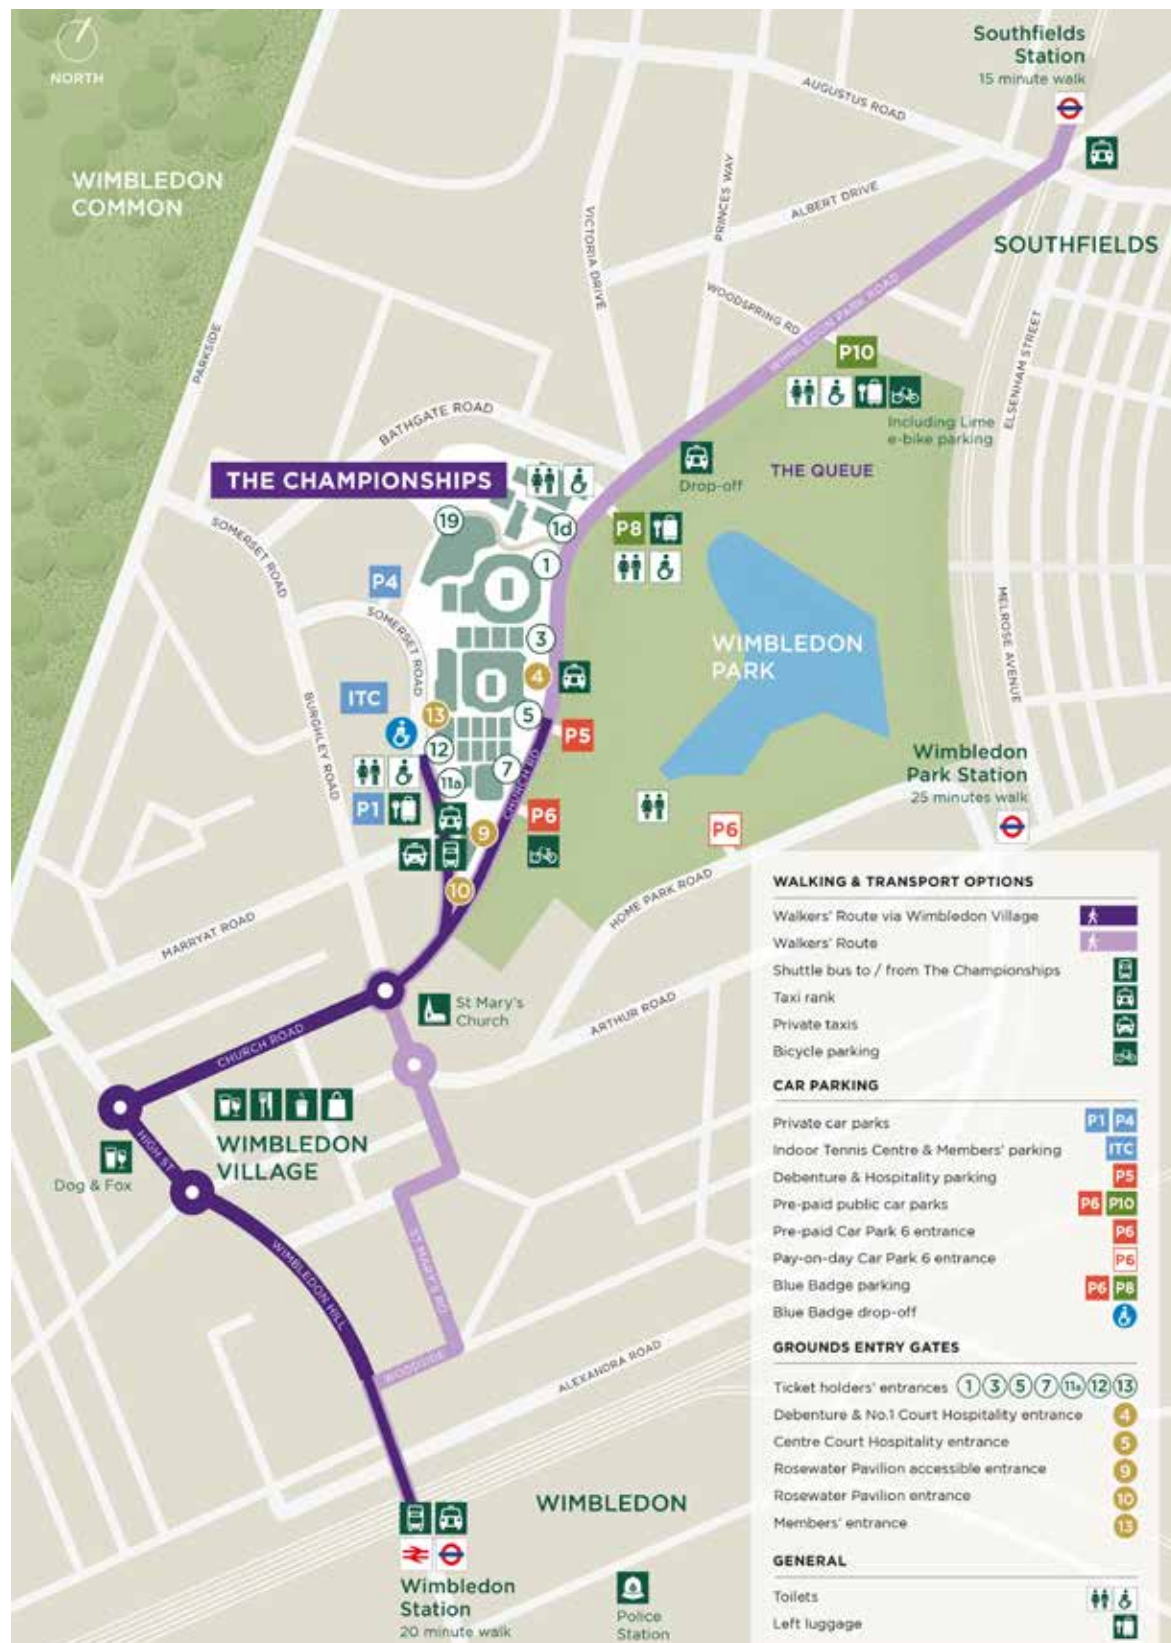 NORTH
Southfields
Station
15 minute walk
AUGUSTUS ROAD
WIMBLEDON
COMMON
PRINCES WAY
ALBERT DRIVE
VICTORIA DRIVE
SOUTHFIELDS
WOODSPRING RD
WIMBLEDON PARK ROAD
PARKSIDE
P10
ELSENHAM STREET
Including Lime
e-bike parking
BATHGATE ROAD
THE CHAMPIONSHIPS
Drop-off
THE QUEUE
19
1d
P8
SOMERSET ROAD
1
P4
SOMERSET ROAD
3
MELROSE AVENUE
WIMBLEDON
PARK
4
ITC
BURGHLEY ROAD
13
5
P5
12
Wimbledon
Park Station
25 minutes walk
7
11a
CHURCH RD
P1
P6
9
P6
10
HOME PARK ROAD
MARRYAT ROAD
St Mary's
Church
ARTHUR ROAD
CHURCH ROAD
WIMBLEDON
VILLAGE
HIGH ST
Dog & Fox
ST MARY'S RD
WIMBLEDON HILL
WOODSIDE
ALEXANDRA ROAD
WIMBLEDON
Wimbledon
Station
20 minute walk
Police
Station
WALKING & TRANSPORT OPTIONS
Walkers' Route via Wimbledon Village
Walkers' Route
Shuttle bus to / from The Championships
Taxi rank
Private taxis
Bicycle parking
CAR PARKING
Private car parks P1 P4
Indoor Tennis Centre & Members' parking ITC
Debenture & Hospitality parking P5
Pre-paid public car parks P6 P10
Pre-paid Car Park 6 entrance P6
Pay-on-day Car Park 6 entrance P6
Blue Badge parking P6 P8
Blue Badge drop-off
GROUNDS ENTRY GATES
Ticket holders' entrances 1 3 5 7 11a 12 13
Debenture & No.1 Court Hospitality entrance 4
Centre Court Hospitality entrance 5
Rosewater Pavilion accessible entrance 9
Rosewater Pavilion entrance 10
Members' entrance 13
GENERAL
Toilets
Left luggage